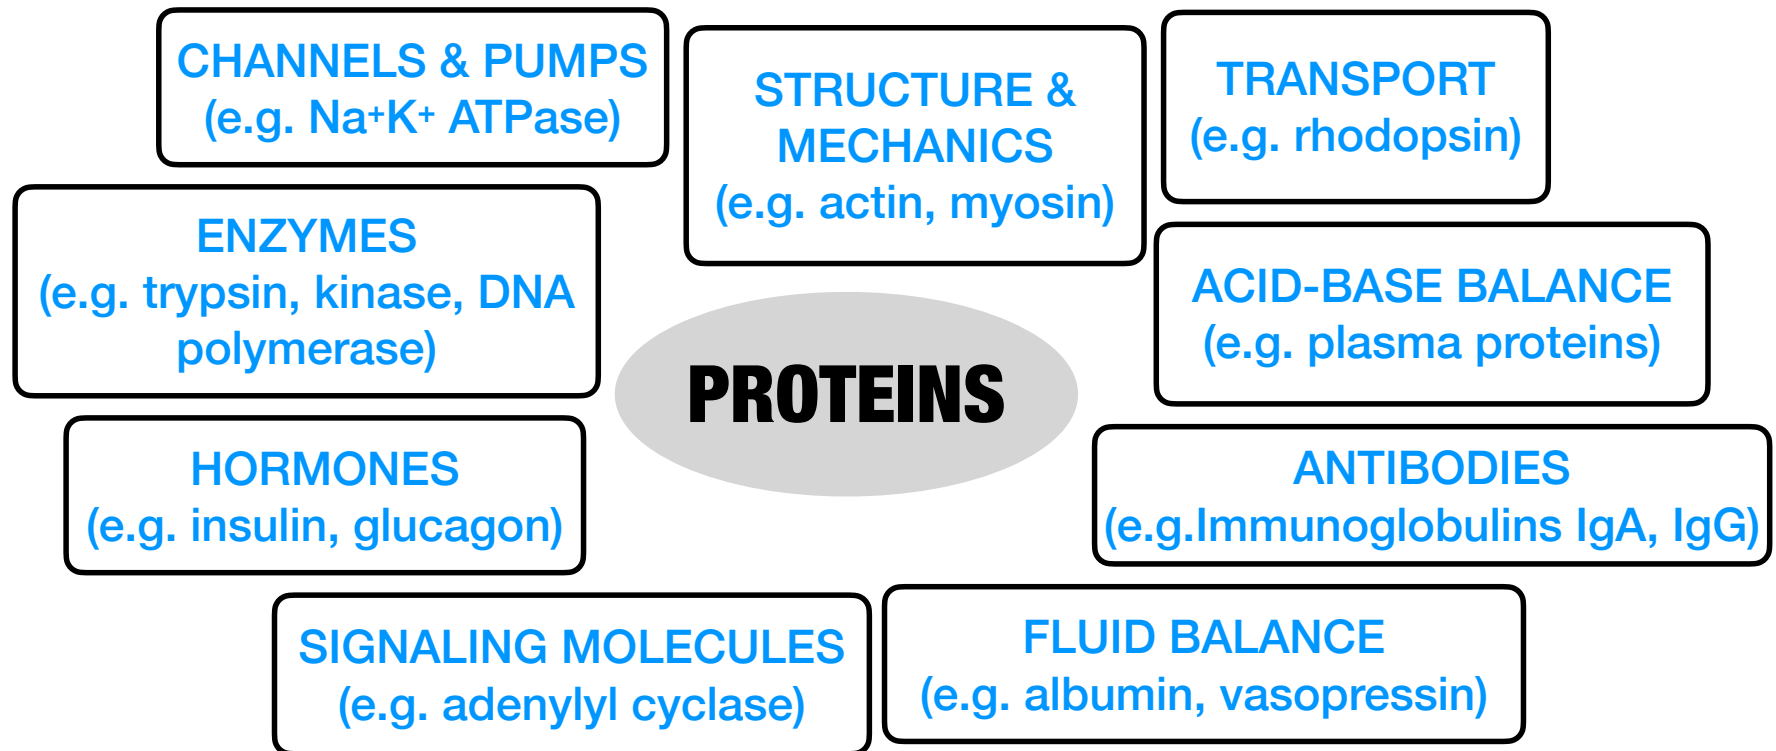 CHANNELS & PUMPS
(e.g. Na⁺K⁺ ATPase)
STRUCTURE &
MECHANICS
(e.g. actin, myosin)
TRANSPORT
(e.g. rhodopsin)
ENZYMES
(e.g. trypsin, kinase, DNA
polymerase)
ACID-BASE BALANCE
(e.g. plasma proteins)
PROTEINS
HORMONES
(e.g. insulin, glucagon)
ANTIBODIES
(e.g.Immunoglobulins IgA, IgG)
SIGNALING MOLECULES
(e.g. adenylyl cyclase)
FLUID BALANCE
(e.g. albumin, vasopressin)